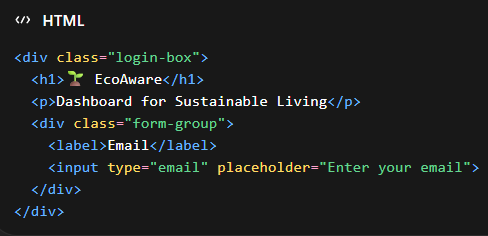 </> HTML
<div class="login-box">
  <h1>🌱 EcoAware</h1>
  <p>Dashboard for Sustainable Living</p>
  <div class="form-group">
    <label>Email</label>
    <input type="email" placeholder="Enter your email">
  </div>
</div>